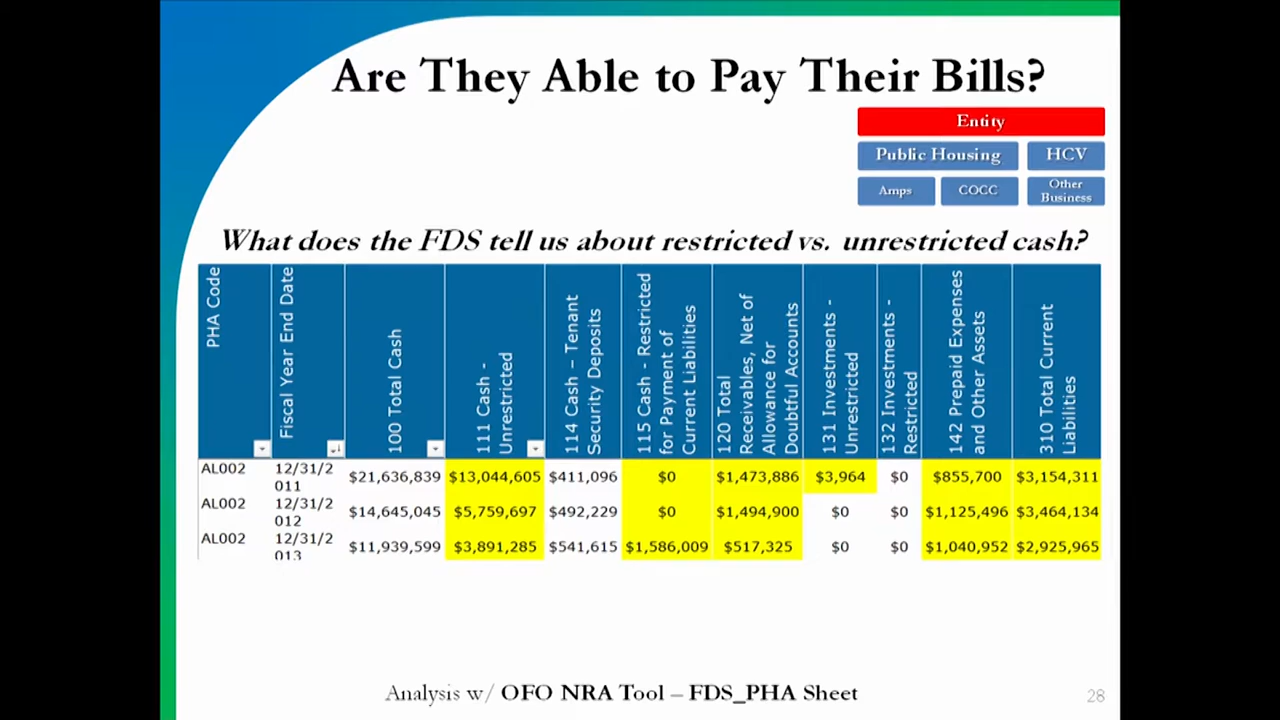 Are They Able to Pay Their Bills?
Entity
Public Housing
HCV
Amps
COCC
Other
Business
What does the FDS tell us about restricted vs. unrestricted cash?
PHA Code
Fiscal Year End Date
100 Total Cash
111 Cash -
Unrestricted
114 Cash – Tenant
Security Deposits
115 Cash - Restricted
for Payment of
Current Liabilities
120 Total
Receivables, Net of
Allowance for
Doubtful Accounts
131 Investments -
Unrestricted
132 Investments -
Restricted
142 Prepaid Expenses
and Other Assets
310 Total Current
Liabilities
AL002 12/31/2 $21,636,839 $13,044,605 $411,096 $0 $1,473,886 $3,964 $0 $855,700 $3,154,311
011
AL002 12/31/2 $14,645,045 $5,759,697 $492,229 $0 $1,494,900 $0 $0 $1,125,496 $3,464,134
012
AL002 12/31/2 $11,939,599 $3,891,285 $541,615 $1,586,009 $517,325 $0 $0 $1,040,952 $2,925,965
013
Analysis w/ OFO NRA Tool – FDS_PHA Sheet
28